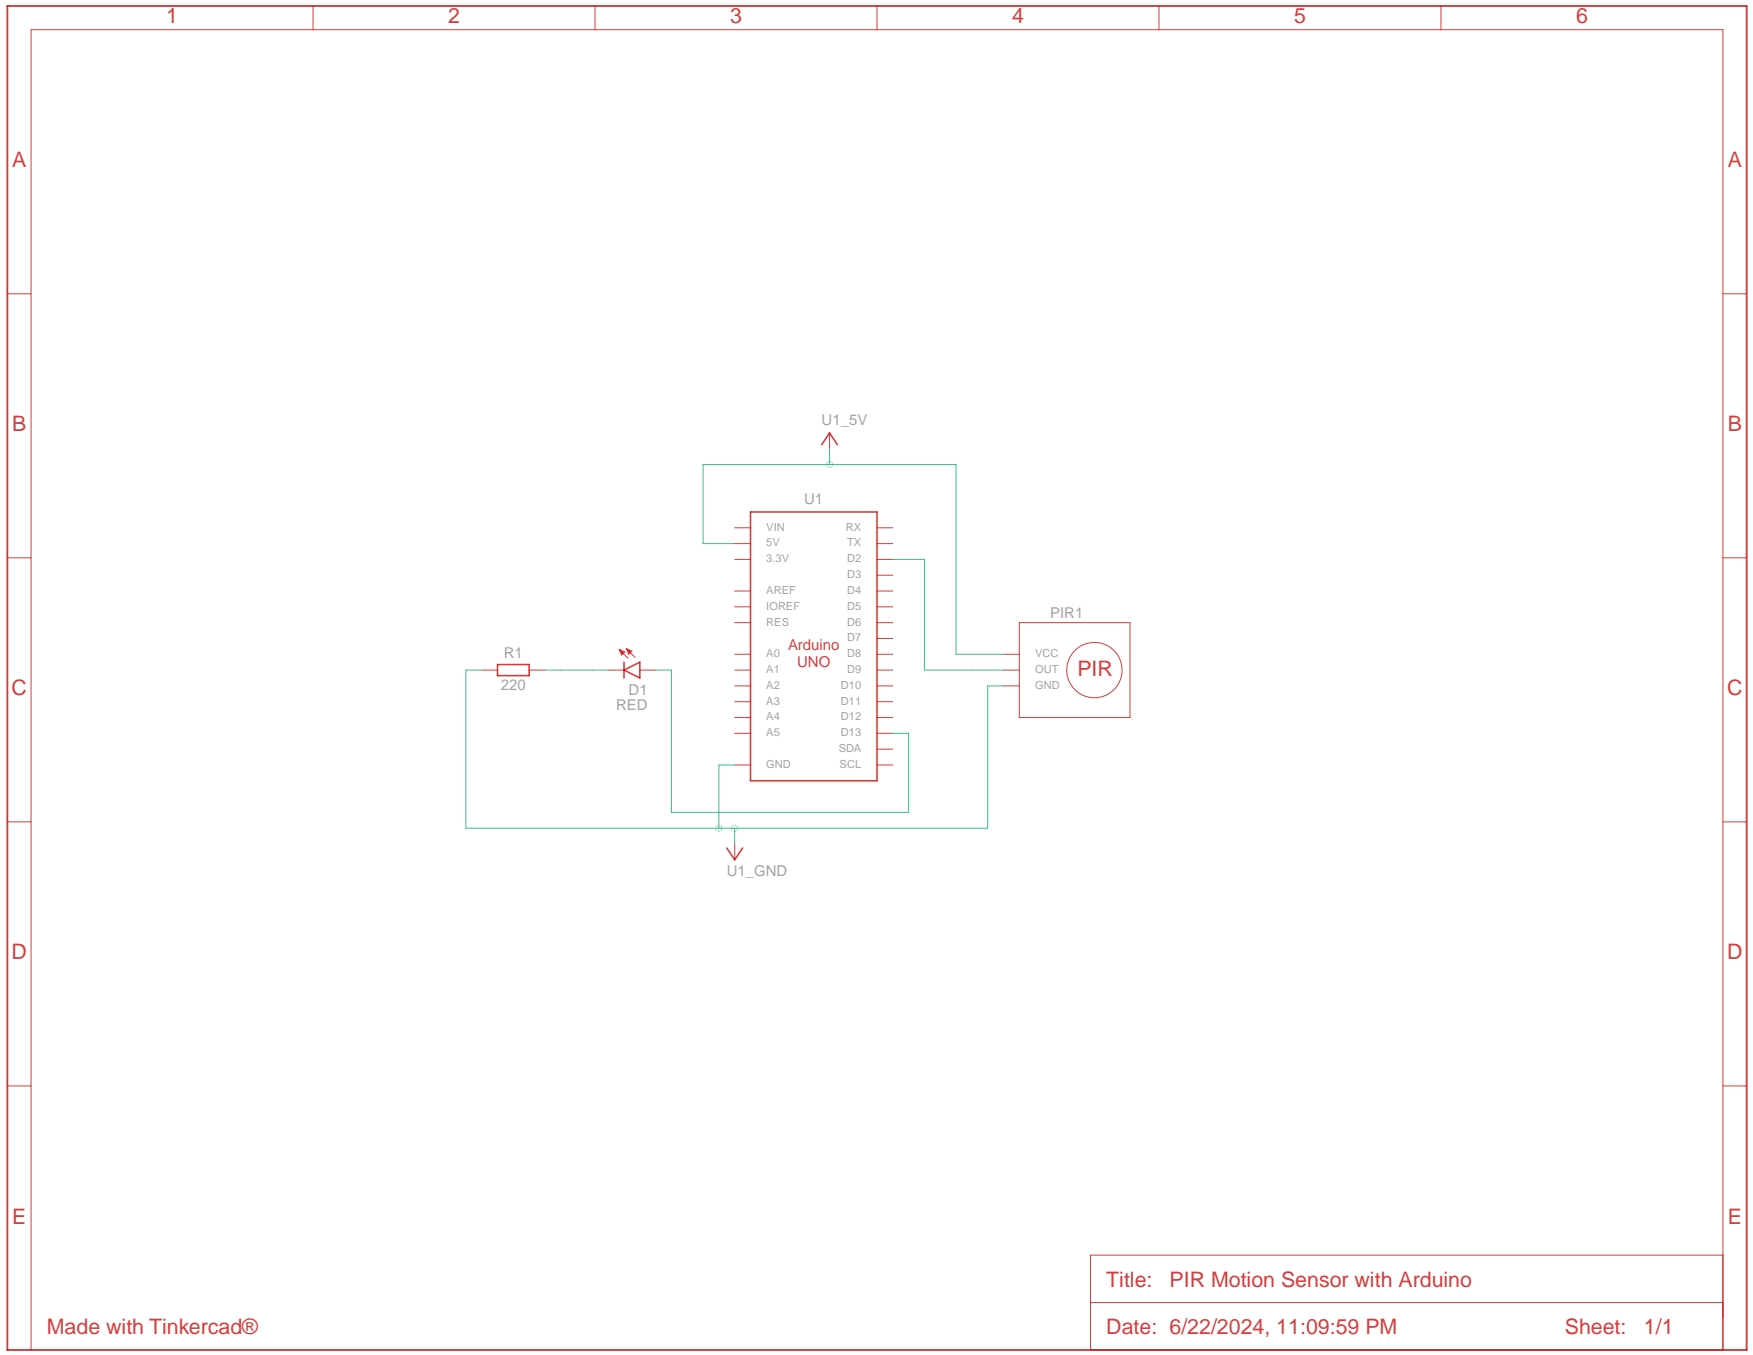 1 2 3 4 5 6
A A
B B
U1_5V
U1
VIN RX
5V TX
3.3V D2
D3
AREF D4
IOREF D5
RES D6
D7
Arduino
UNO
A0 D8
A1 D9
A2 D10
A3 D11
A4 D12
A5 D13
SDA
GND SCL
PIR1
VCC
OUT
GND
PIR
R1
220
D1
RED
C C
U1_GND
D D
E E
Title: PIR Motion Sensor with Arduino
Made with Tinkercad®
Date: 6/22/2024, 11:09:59 PM Sheet: 1/1